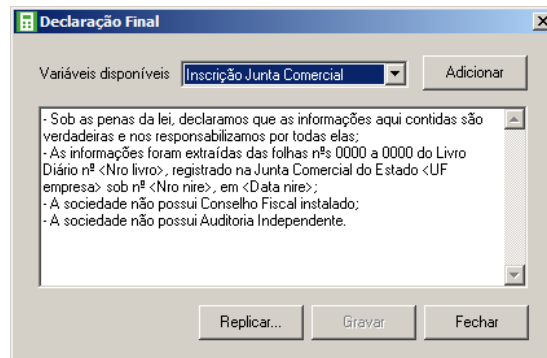 Declaração Final
Variáveis disponíveis Inscrição Junta Comercial Adicionar
- Sob as penas da lei, declaramos que as informações aqui contidas são
verdadeiras e nos responsabilizamos por todas elas;
- As informações foram extraídas das folhas nºs 0000 a 0000 do Livro
Diário nº <Nro livro>, registrado na Junta Comercial do Estado <UF
empresa> sob nº <Nro nire>, em <Data nire>;
- A sociedade não possui Conselho Fiscal instalado;
- A sociedade não possui Auditoria Independente.
Replicar... Gravar Fechar